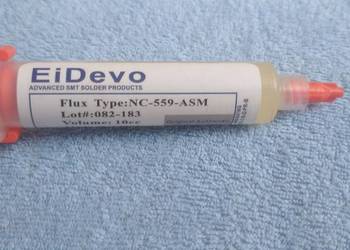 EiDevo
ADVANCED SMT SOLDER PRODUCTS
Flux Type:NC-559-ASM
Lot#:082-183
Volume: 10cc